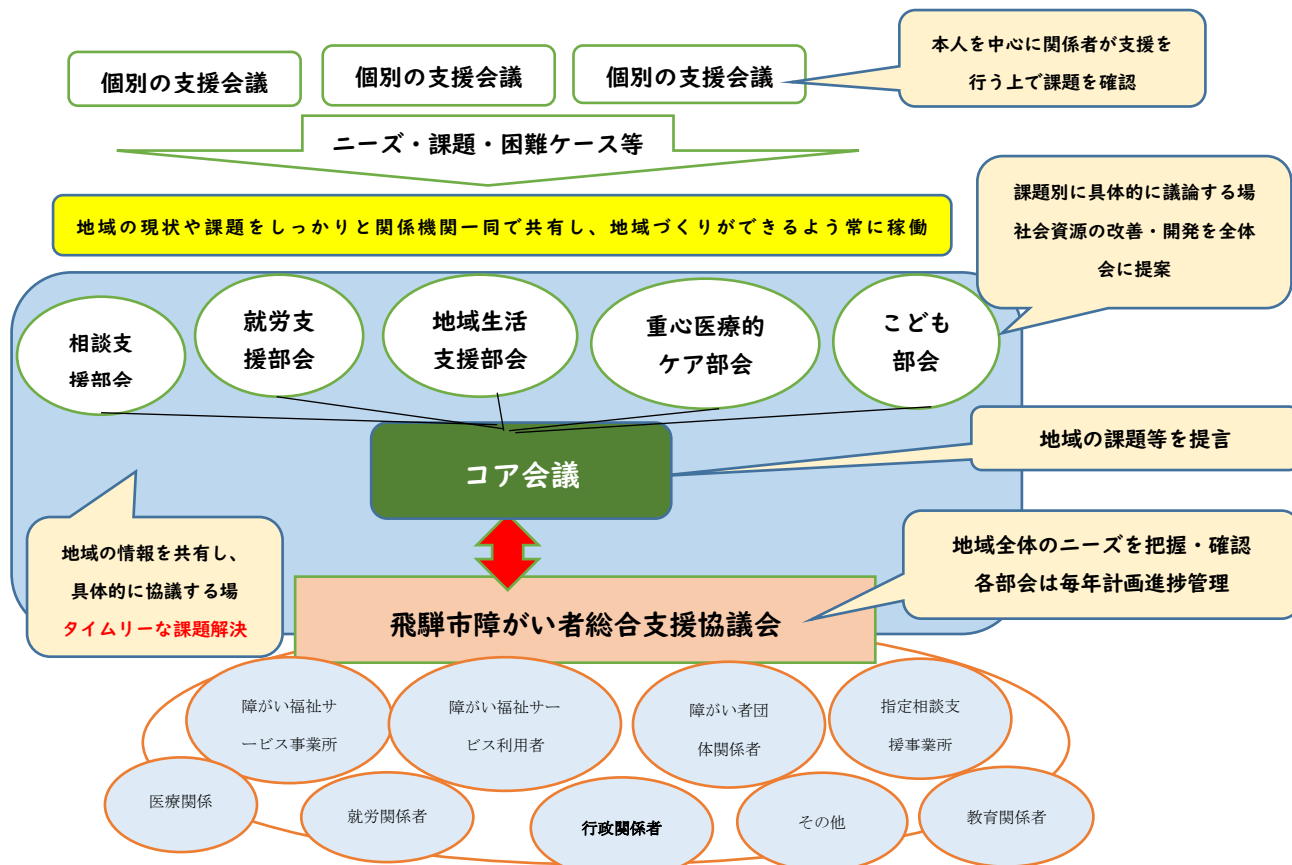 個別の支援会議
個別の支援会議
個別の支援会議
本人を中心に関係者が支援を
行う上で課題を確認
ニーズ・課題・困難ケース等
地域の現状や課題をしっかりと関係機関一同で共有し、地域づくりができるよう常に稼働
課題別に具体的に議論する場
社会資源の改善・開発を全体
会に提案
相談支
援部会
就労支
援部会
地域生活
支援部会
重心医療的
ケア部会
こども
部会
コア会議
地域の課題等を提言
地域の情報を共有し、
具体的に協議する場
タイムリーな課題解決
地域全体のニーズを把握・確認
各部会は毎年計画進捗管理
飛騨市障がい者総合支援協議会
障がい福祉サ
ービス事業所
障がい福祉サー
ビス利用者
障がい者団
体関係者
指定相談支
援事業所
医療関係
就労関係者
行政関係者
その他
教育関係者